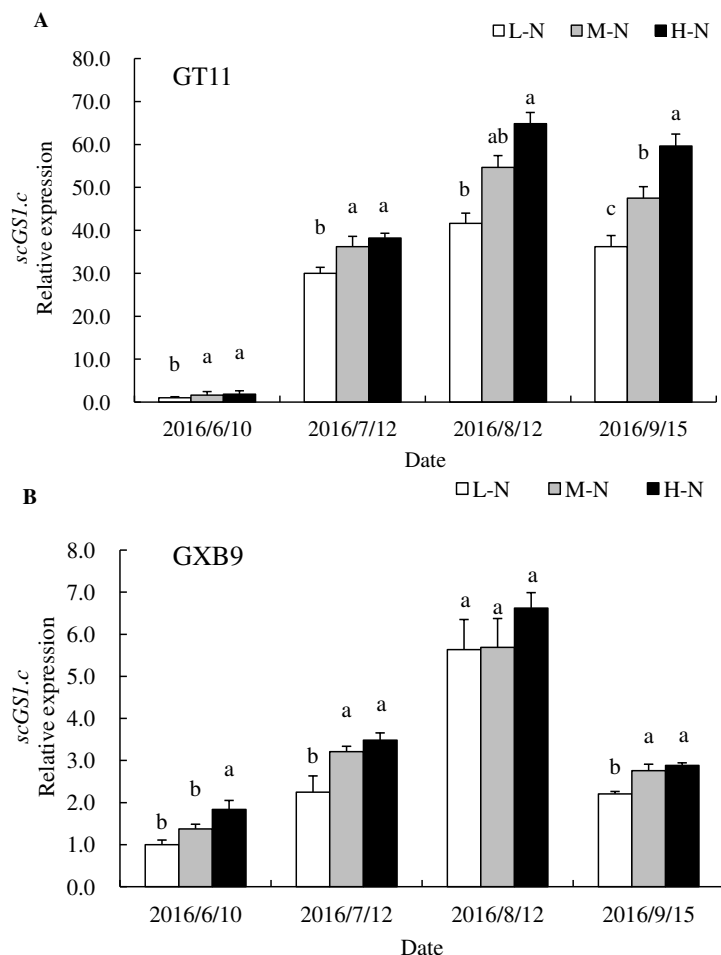 A
L-N M-N H-N
80.0
GT11
70.0
60.0
50.0
40.0
30.0
20.0
10.0
0.0
scGS1.c
Relative expression
b a a
b a a
b ab a
c b a
2016/6/10 2016/7/12 2016/8/12 2016/9/15
Date
B
L-N M-N H-N
8.0
GXB9
7.0
6.0
5.0
4.0
3.0
2.0
1.0
0.0
scGS1.c
Relative expression
b b a
b a a
a a a
b a a
2016/6/10 2016/7/12 2016/8/12 2016/9/15
Date